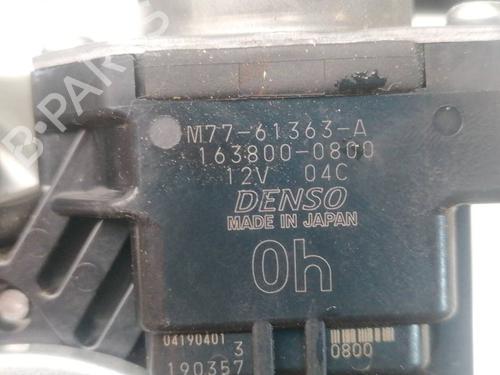 M77-61363-A
163800-0800
12V 04C
DENSO
MADE IN JAPAN
0h
04190401
3
0800
190357
B-PARTS